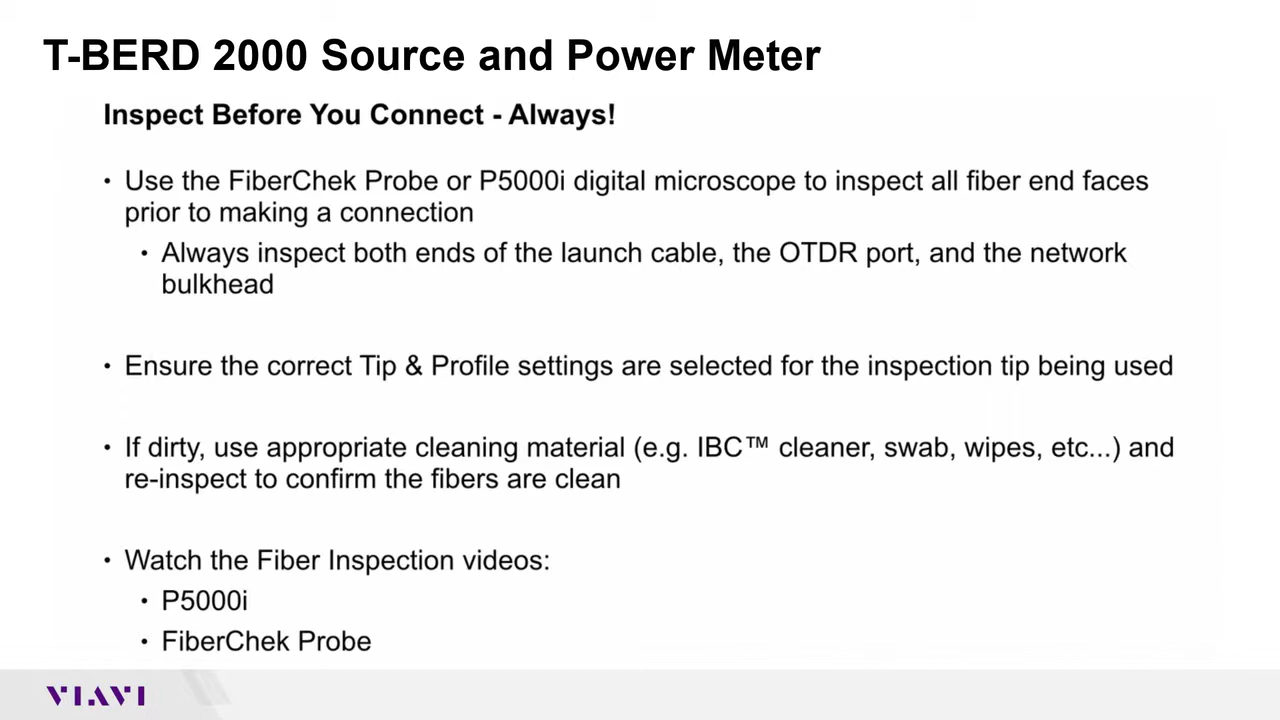 T-BERD 2000 Source and Power Meter
Inspect Before You Connect - Always!
• Use the FiberChek Probe or P5000i digital microscope to inspect all fiber end faces
prior to making a connection
• Always inspect both ends of the launch cable, the OTDR port, and the network
bulkhead
• Ensure the correct Tip & Profile settings are selected for the inspection tip being used
• If dirty, use appropriate cleaning material (e.g. IBC™ cleaner, swab, wipes, etc...) and
re-inspect to confirm the fibers are clean
• Watch the Fiber Inspection videos:
• P5000i
• FiberChek Probe
VIAVI